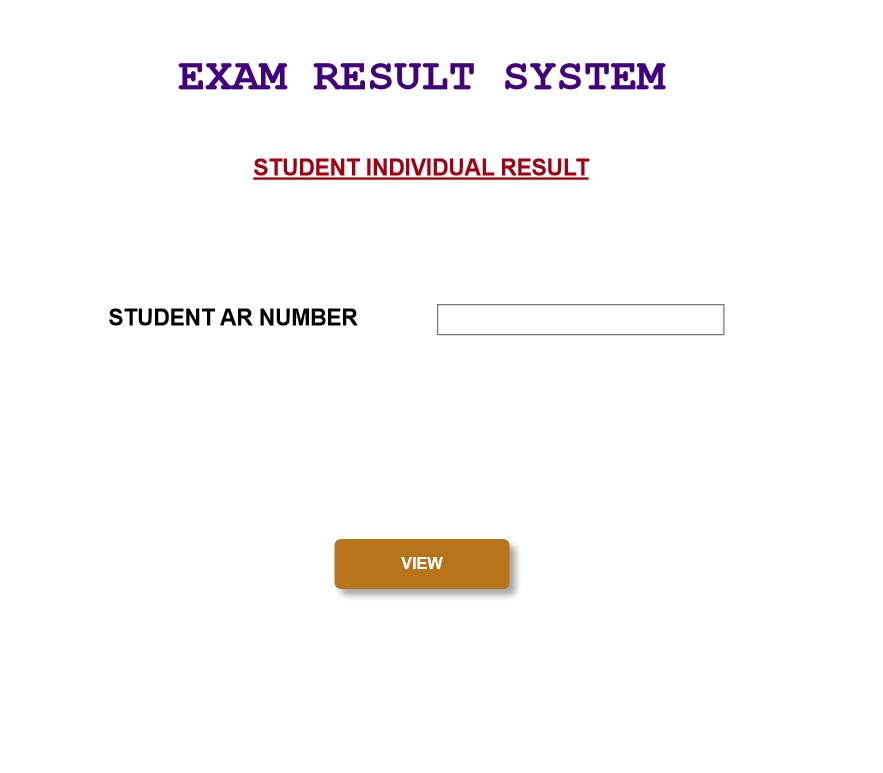 EXAM RESULT SYSTEM
STUDENT INDIVIDUAL RESULT
STUDENT AR NUMBER
VIEW